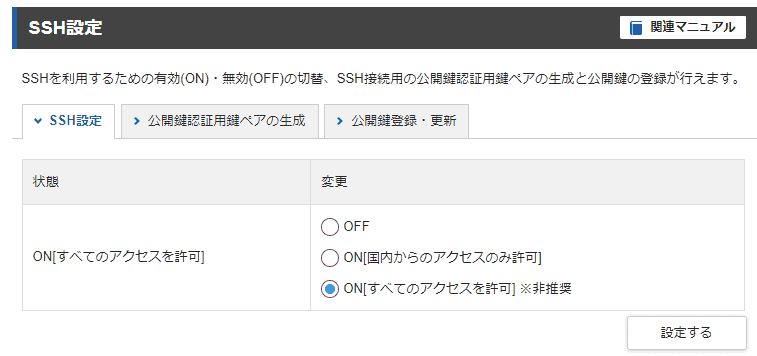 SSH設定
関連マニュアル
SSHを利用するための有効(ON)・無効(OFF)の切替、SSH接続用の公開鍵認証用鍵ペアの生成と公開鍵の登録が行えます。
SSH設定 公開鍵認証用鍵ペアの生成 公開鍵登録・更新
状態 変更
OFF
ON[すべてのアクセスを許可] ON[国内からのアクセスのみ許可]
ON[すべてのアクセスを許可] ※非推奨
設定する